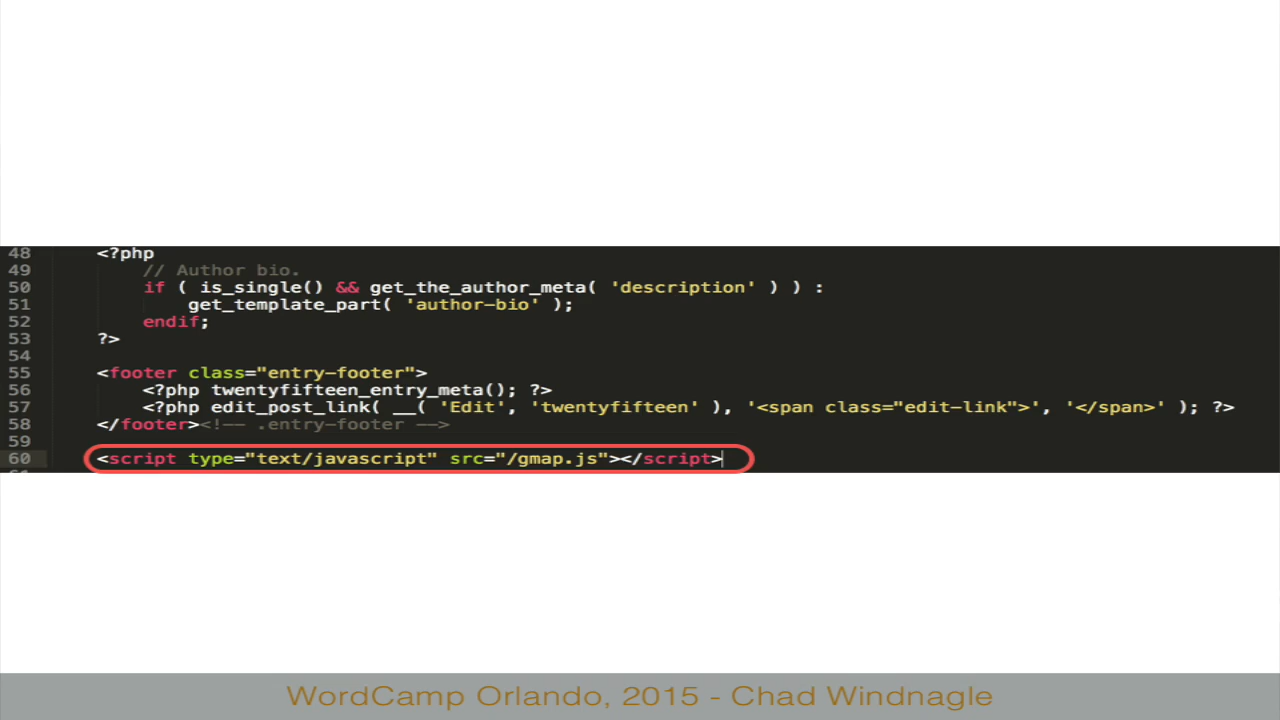 48 <?php
49 // Author bio.
50 if ( is_single() && get_the_author_meta( 'description' ) ) :
51 get_template_part( 'author-bio' );
52 endif;
53 ?>
54
55 <footer class="entry-footer">
56 <?php twentyfifteen_entry_meta(); ?>
57 <?php edit_post_link( __( 'Edit', 'twentyfifteen' ), '<span class="edit-link">', '</span>' ); ?>
58 </footer><!-- .entry-footer -->
59
60 <script type="text/javascript" src="/gmap.js"></script>
WordCamp Orlando, 2015 - Chad Windnagle